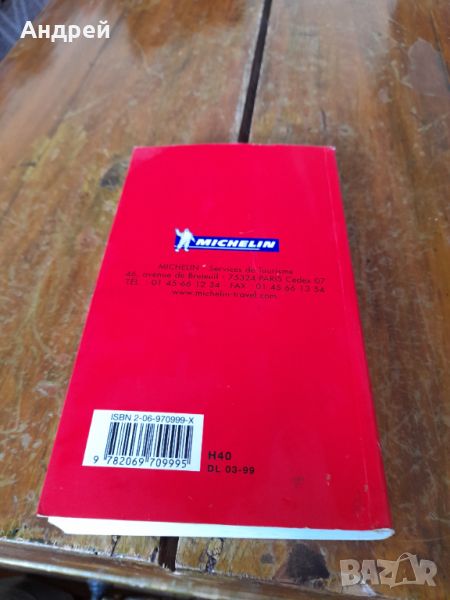 Андрей
MICHELIN
MICHELIN - Services de Tourisme
46, avenue de Breteuil - 75324 PARIS Cedex 07
TÉL. 01 45 66 12 34 FAX : 01 45 66 13 54
www.michelin-travel.com
ISBN 2-06-970999-X
9 782069 709995
H40
DL 03-99
BAZAR